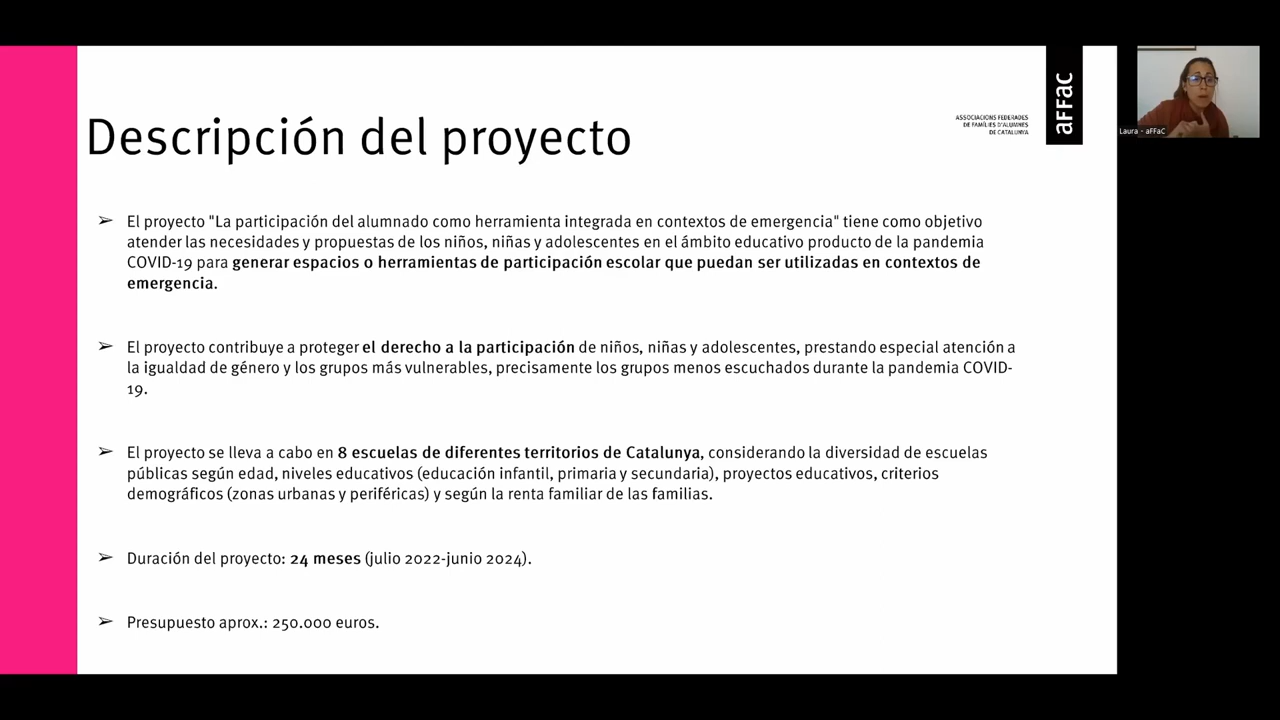 Descripción del proyecto
ASSOCIACIONS FEDERADES
DE FAMÍLIES D'ALUMNES
DE CATALUNYA
aFFaC
Laura - aFFaC
➢ El proyecto "La participación del alumnado como herramienta integrada en contextos de emergencia" tiene como objetivo
atender las necesidades y propuestas de los niños, niñas y adolescentes en el ámbito educativo producto de la pandemia
COVID-19 para generar espacios o herramientas de participación escolar que puedan ser utilizadas en contextos de
emergencia.
➢ El proyecto contribuye a proteger el derecho a la participación de niños, niñas y adolescentes, prestando especial atención a
la igualdad de género y los grupos más vulnerables, precisamente los grupos menos escuchados durante la pandemia COVID-
19.
➢ El proyecto se lleva a cabo en 8 escuelas de diferentes territorios de Catalunya, considerando la diversidad de escuelas
públicas según edad, niveles educativos (educación infantil, primaria y secundaria), proyectos educativos, criterios
demográficos (zonas urbanas y periféricas) y según la renta familiar de las familias.
➢ Duración del proyecto: 24 meses (julio 2022-junio 2024).
➢ Presupuesto aprox.: 250.000 euros.